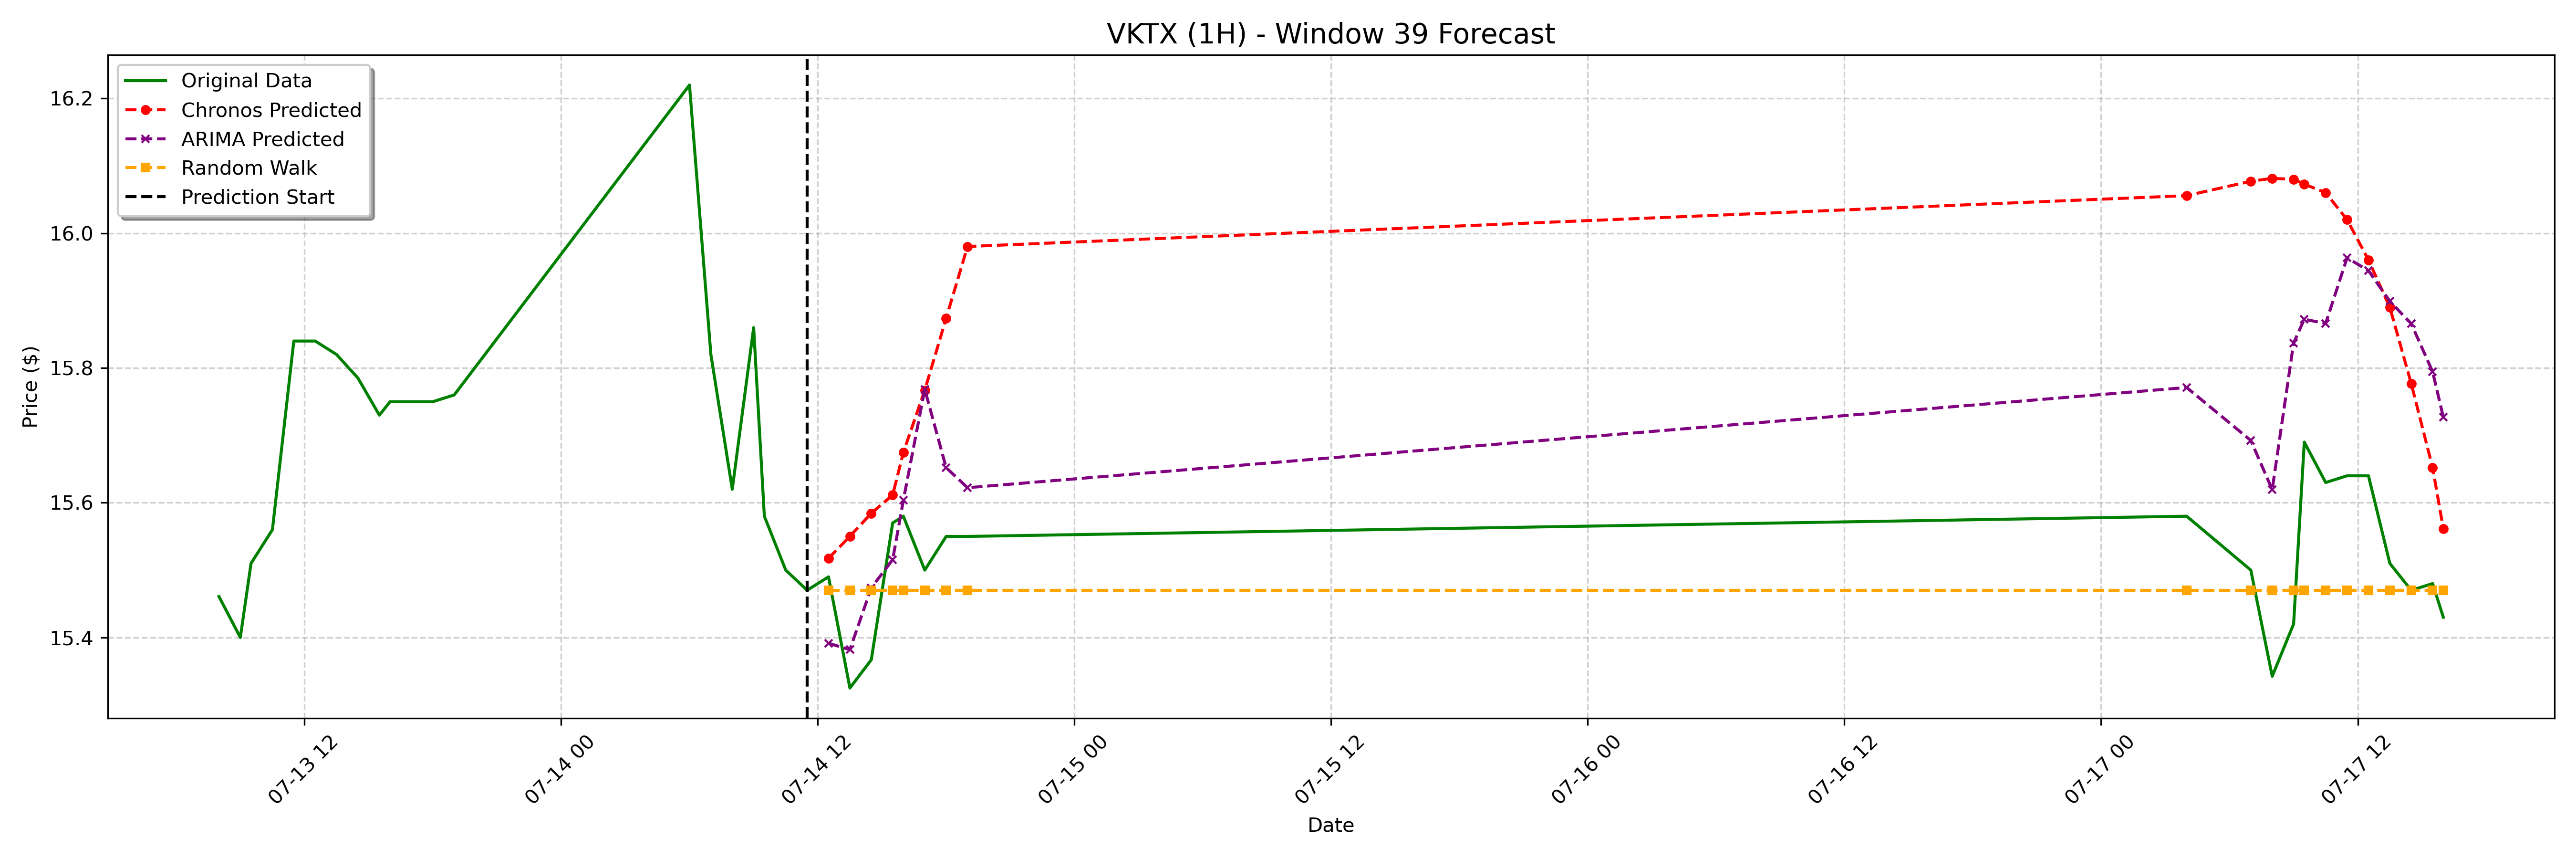 VKTX (1H) - Window 39 Forecast
Original Data
Chronos Predicted
ARIMA Predicted
Random Walk
Prediction Start
Price ($)
16.2
16.0
15.8
15.6
15.4
07-13 12
07-14 00
07-14 12
07-15 00
07-15 12
07-16 00
07-16 12
07-17 00
07-17 12
Date